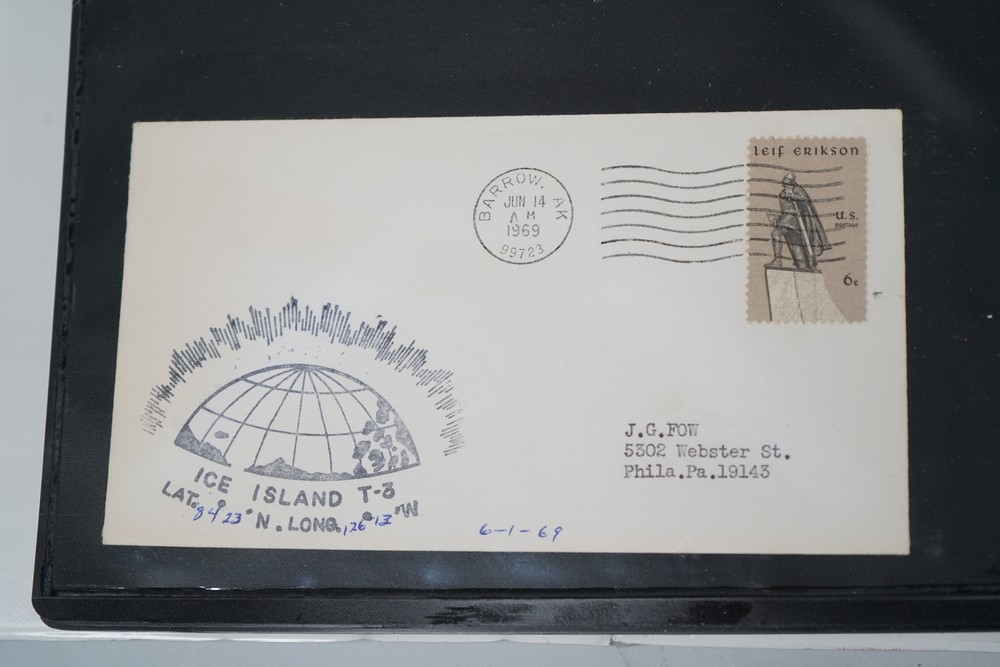 LEIF ERIKSON
U.S.
POSTAGE
6c
BARROW, AK
JUN 14
AM
1969
99723
J.G.FOW
5302 Webster St.
Phila.Pa.19143
ICE ISLAND T-3
LAT. 84° 23' N. LONG. 126° 13' W
6-1-69